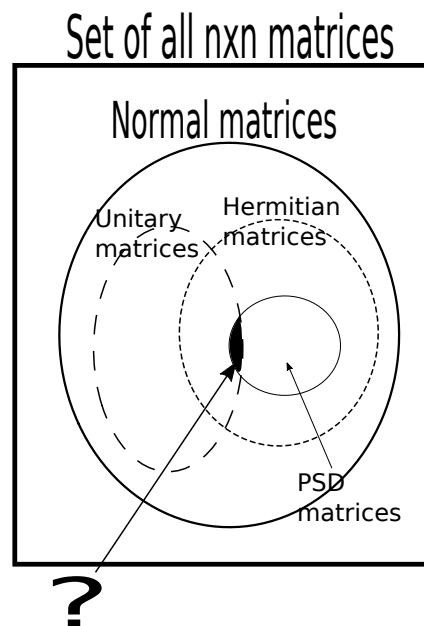 Set of all nxn matrices
Normal matrices
Unitary
matrices
Hermitian
matrices
PSD
matrices
?